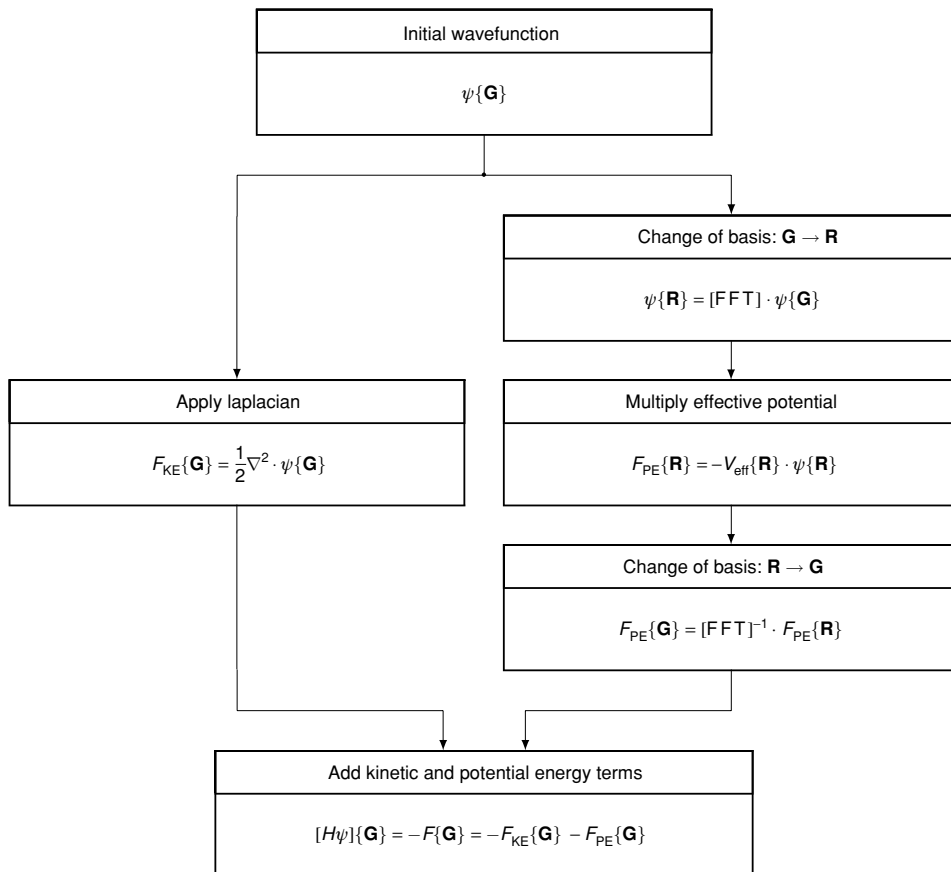 Initial wavefunction
ψ{G}
Change of basis: G → R
ψ{R} = [FFT] · ψ{G}
Apply laplacian
F_KE{G} = 1/2 ∇² · ψ{G}
Multiply effective potential
F_PE{R} = −V_eff{R} · ψ{R}
Change of basis: R → G
F_PE{G} = [FFT]⁻¹ · F_PE{R}
Add kinetic and potential energy terms
[Hψ]{G} = −F{G} = −F_KE{G} − F_PE{G}